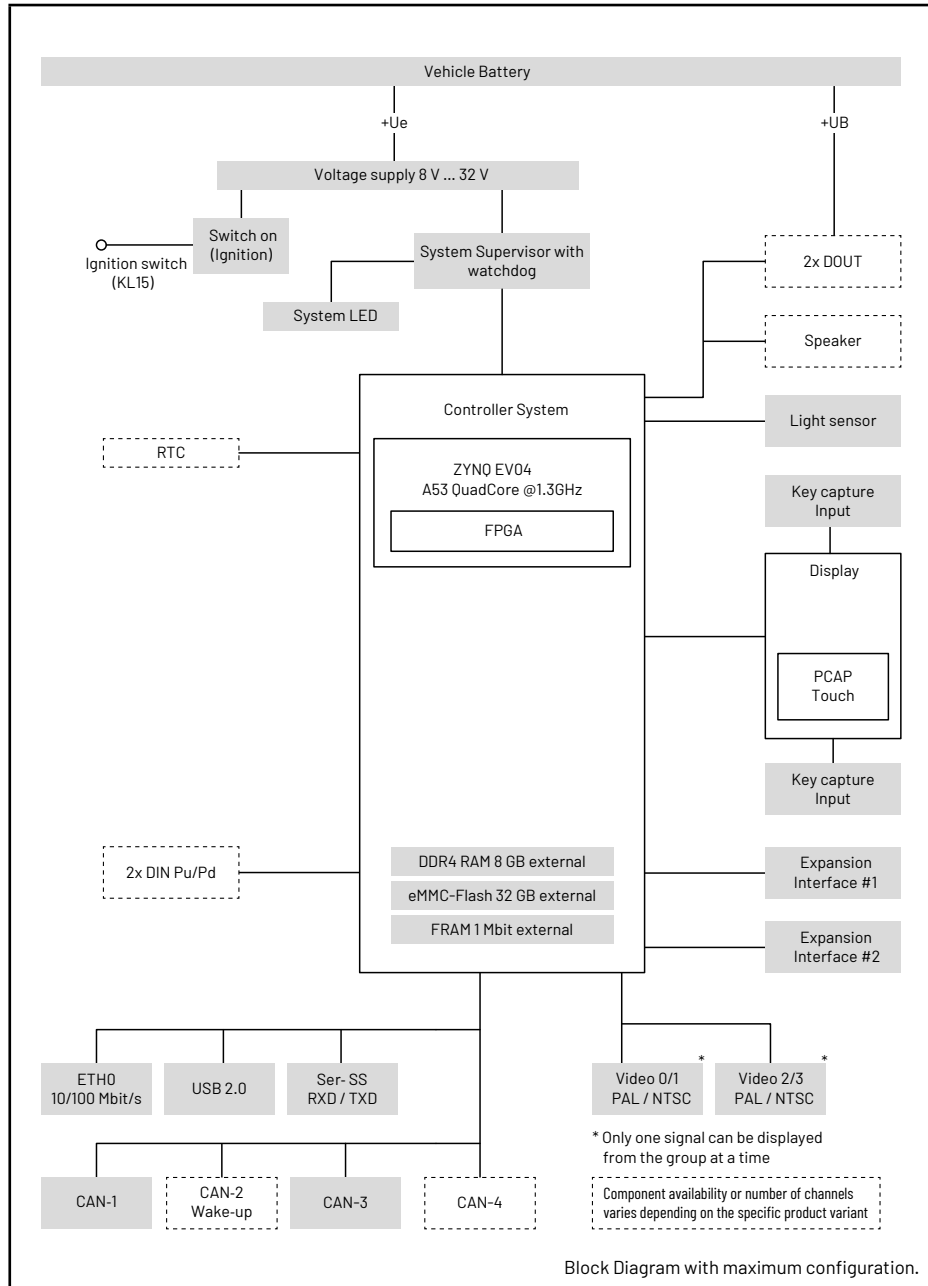 Vehicle Battery
+Ue
+UB
Voltage supply 8 V ... 32 V
Switch on
(Ignition)
Ignition switch
(KL15)
System Supervisor with
watchdog
System LED
2x DOUT
Speaker
Controller System
Light sensor
RTC
ZYNQ EV04
A53 QuadCore @1.3GHz
FPGA
Key capture
Input
Display
PCAP
Touch
Key capture
Input
2x DIN Pu/Pd
DDR4 RAM 8 GB external
eMMC-Flash 32 GB external
FRAM 1 Mbit external
Expansion
Interface #1
Expansion
Interface #2
ETH0
10/100 Mbit/s
USB 2.0
Ser- SS
RXD / TXD
*
Video 0/1
PAL / NTSC
*
Video 2/3
PAL / NTSC
* Only one signal can be displayed
from the group at a time
CAN-1
CAN-2
Wake-up
CAN-3
CAN-4
Component availability or number of channels
varies depending on the specific product variant
Block Diagram with maximum configuration.